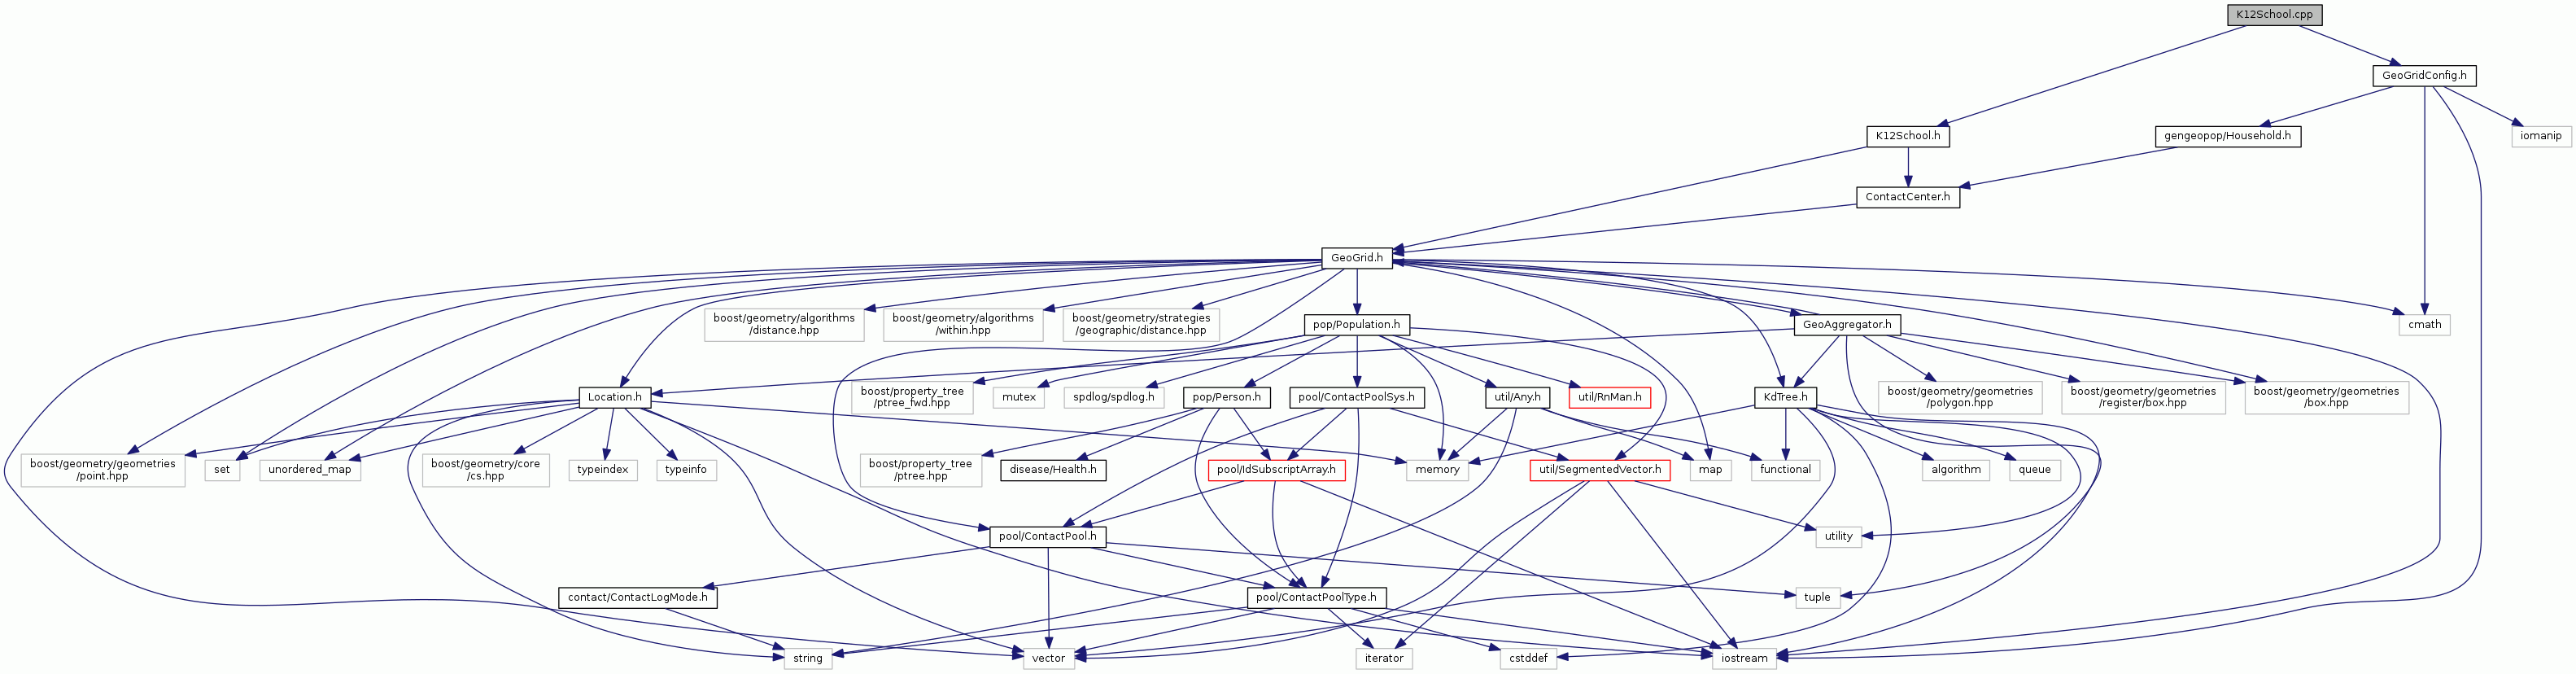 K12School.cpp
GeoGridConfig.h
K12School.h
gengeopop/Household.h
iomanip
ContactCenter.h
GeoGrid.h
boost/geometry/algorithms
/distance.hpp
boost/geometry/algorithms
/within.hpp
boost/geometry/strategies
/geographic/distance.hpp
pop/Population.h
GeoAggregator.h
cmath
Location.h
boost/property_tree
/ptree_fwd.hpp
mutex
spdlog/spdlog.h
pop/Person.h
pool/ContactPoolSys.h
util/Any.h
util/RnMan.h
KdTree.h
boost/geometry/geometries
/polygon.hpp
boost/geometry/geometries
/register/box.hpp
boost/geometry/geometries
/box.hpp
boost/geometry/geometries
/point.hpp
set
unordered_map
boost/geometry/core
/cs.hpp
typeindex
typeinfo
boost/property_tree
/ptree.hpp
disease/Health.h
pool/IdSubscriptArray.h
memory
util/SegmentedVector.h
map
functional
algorithm
queue
pool/ContactPool.h
utility
contact/ContactLogMode.h
pool/ContactPoolType.h
tuple
string
vector
iterator
cstddef
iostream